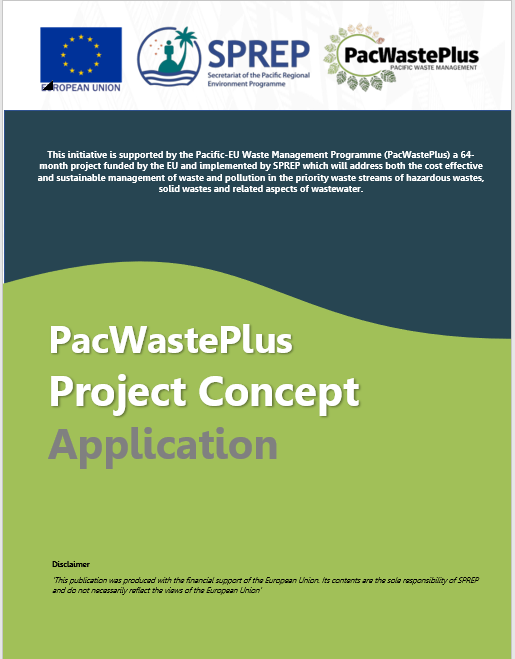 EUROPEAN UNION
SPREP
Secretariat of the Pacific Regional
Environment Programme
PacWastePlus
PACIFIC WASTE MANAGEMENT
This initiative is supported by the Pacific-EU Waste Management Programme (PacWastePlus) a 64-
month project funded by the EU and implemented by SPREP which will address both the cost effective
and sustainable management of waste and pollution in the priority waste streams of hazardous wastes,
solid wastes and related aspects of wastewater.
PacWastePlus
Project Concept
Application
Disclaimer
'This publication was produced with the financial support of the European Union. Its contents are the sole responsibility of SPREP
and do not necessarily reflect the views of the European Union'